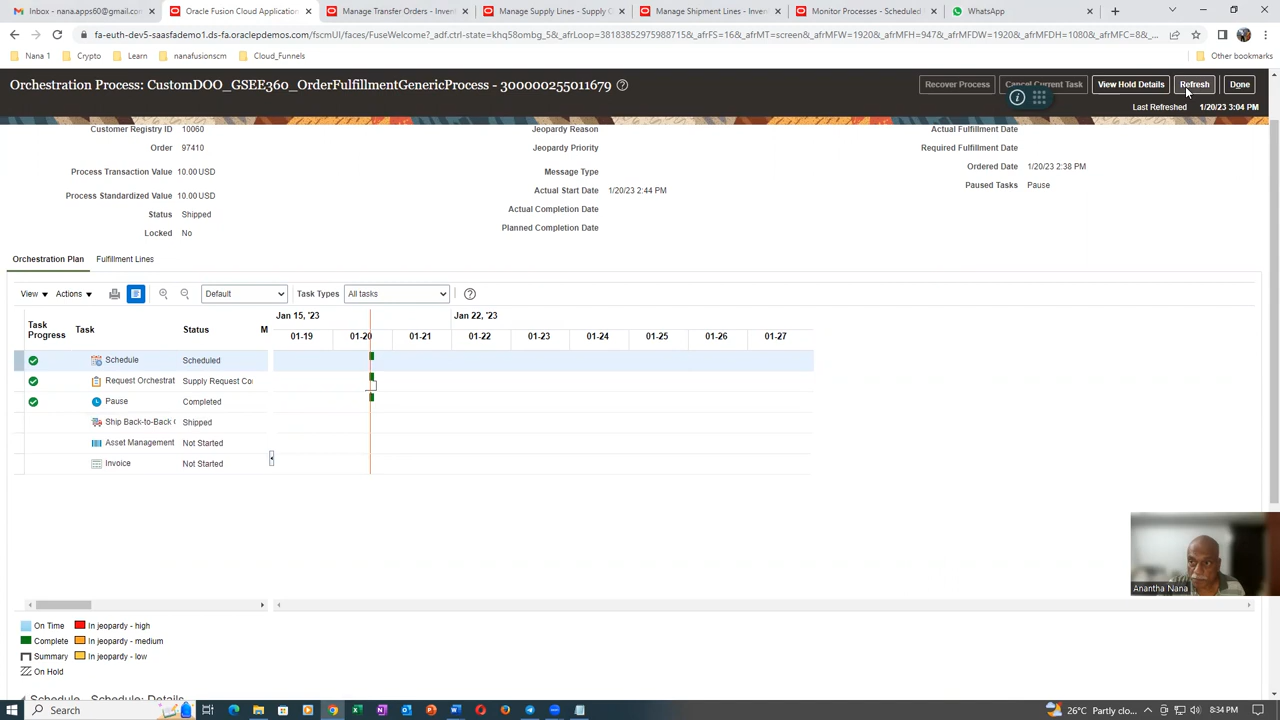 Inbox - nana.apps60@gmail.com
Oracle Fusion Cloud Application
Manage Transfer Orders - Invent
Manage Supply Lines - Supply C
Manage Shipment Lines - Invent
Monitor Processes - Scheduled
WhatsApp
fa-euth-dev5-saasfademo1.ds-fa.oraclepdemos.com/fscmUI/faces/FuseWelcome?_adf.ctrl-state=khq58ombg_5&_afrLoop=38183852975988715&_afrFS=16&_afrMT=screen&_afrMFW=1920&_afrMFH=947&_afrMFDW=1920&_afrMFDH=1080&_afrMFC=8&_...
Nana 1
Crypto
Learn
nanafusionscm
Cloud_Funnels
Other bookmarks
Orchestration Process: CustomDOO_GSEE360_OrderFulfillmentGenericProcess - 300000255011679
Recover Process
Cancel Current Task
View Hold Details
Refresh
Done
Last Refreshed 1/20/23 3:04 PM
Customer Registry ID 10060
Order 97410
Process Transaction Value 10.00 USD
Process Standardized Value 10.00 USD
Status Shipped
Locked No
Jeopardy Reason
Jeopardy Priority
Message Type
Actual Start Date 1/20/23 2:44 PM
Actual Completion Date
Planned Completion Date
Actual Fulfillment Date
Required Fulfillment Date
Ordered Date 1/20/23 2:38 PM
Paused Tasks Pause
Orchestration Plan
Fulfillment Lines
View
Actions
Default
Task Types
All tasks
Jan 15, '23
Jan 22, '23
Task Progress
Task
Status
M
01-19
01-20
01-21
01-22
01-23
01-24
01-25
01-26
01-27
Schedule Scheduled
Request Orchestrat Supply Request Co
Pause Completed
Ship Back-to-Back Shipped
Asset Management Not Started
Invoice Not Started
On Time
In jeopardy - high
Complete
In jeopardy - medium
Summary
In jeopardy - low
On Hold
Schedule - Schedule: Details
Anantha Nana
Search
26°C Partly clo...
8:34 PM